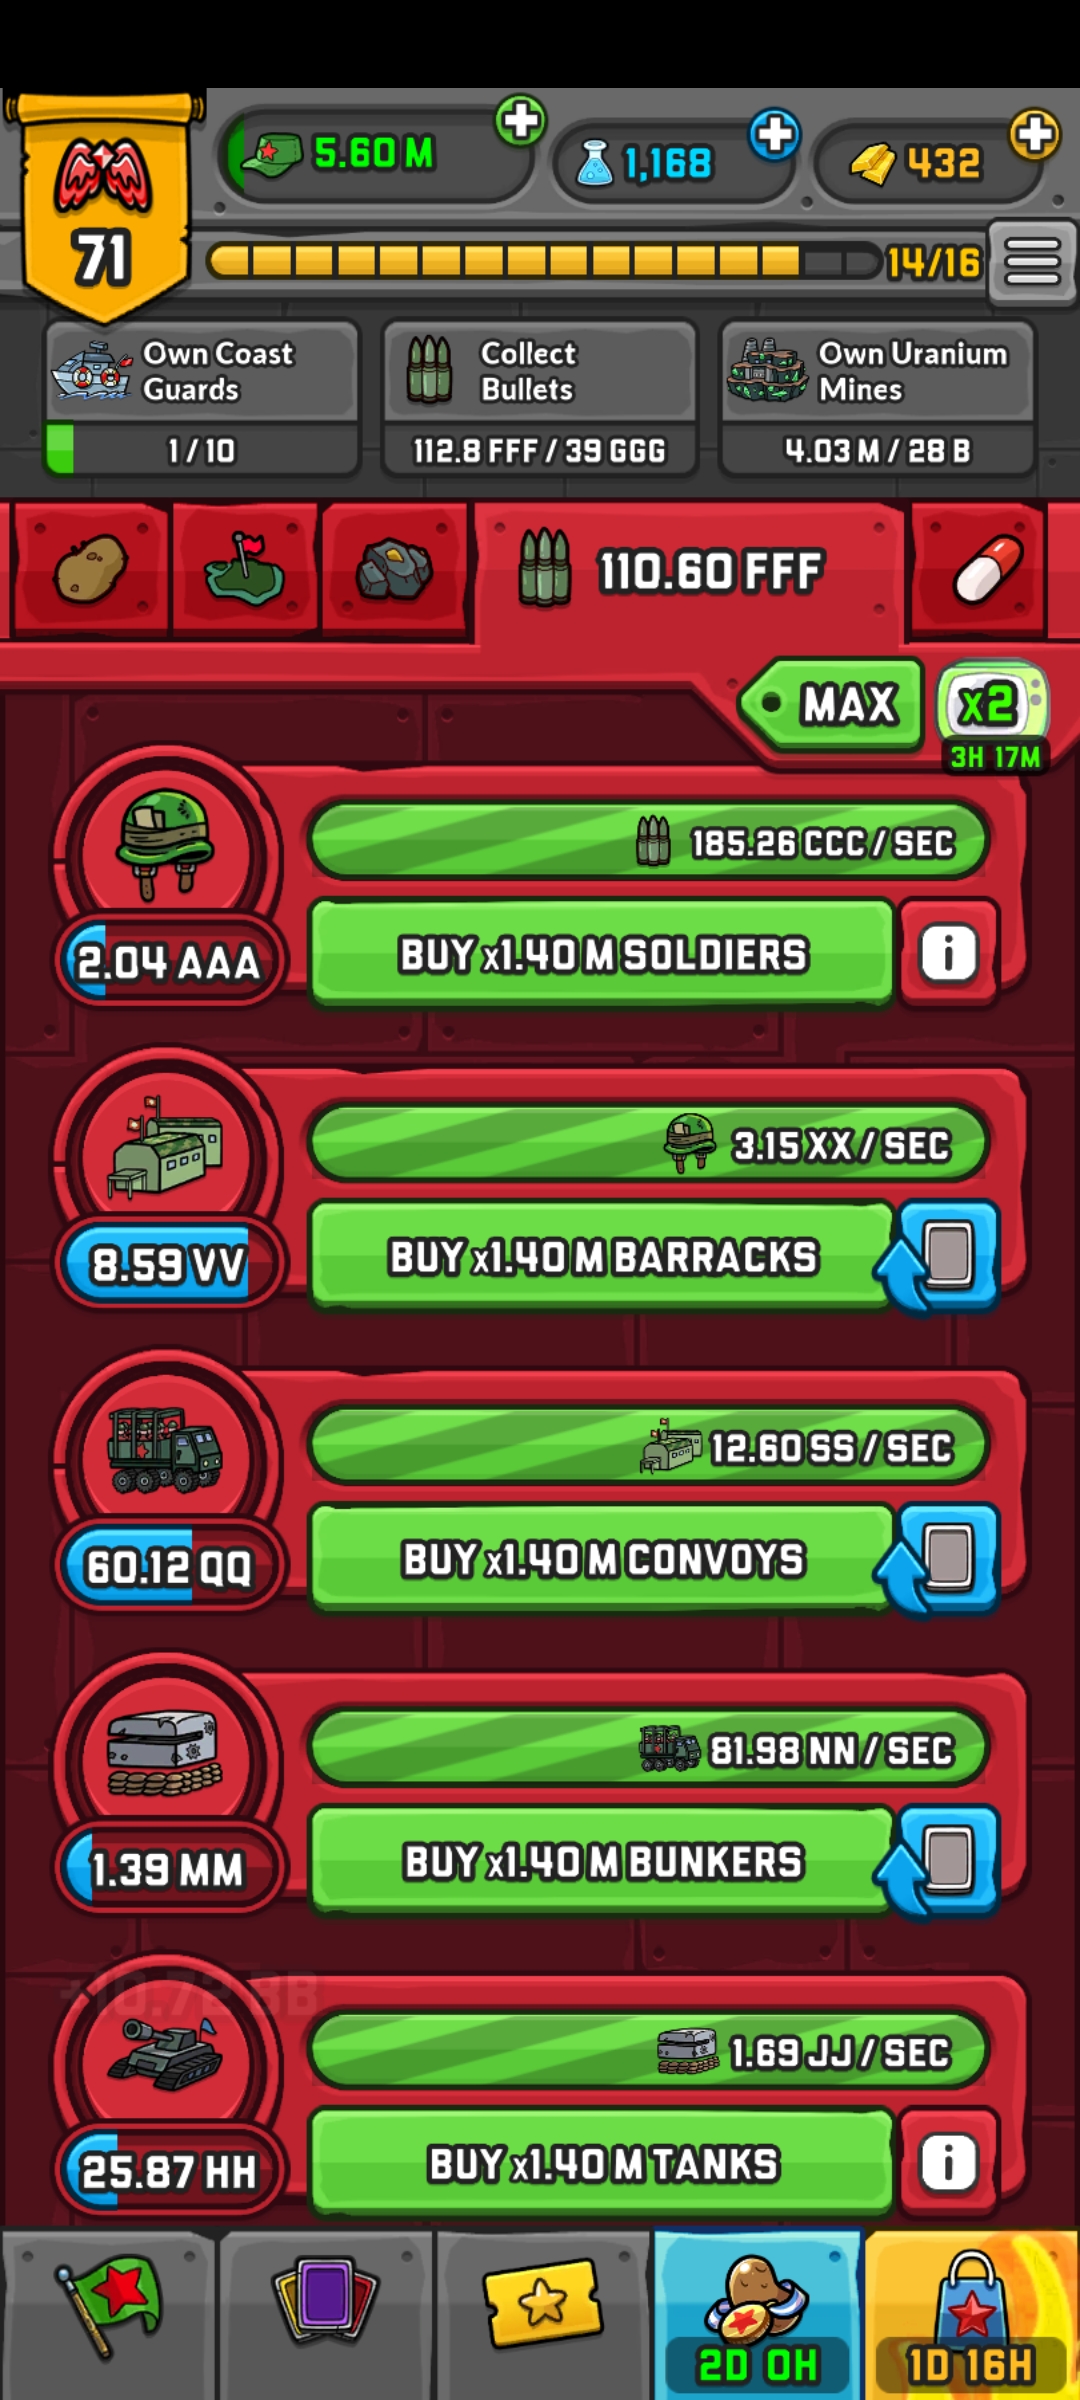 5.60 M
1,168
432
71
14/16
Own Coast
Guards
1 / 10
Collect
Bullets
112.8 FFF / 39 GGG
Own Uranium
Mines
4.03 M / 28 B
110.60 FFF
MAX
x2
3H 17M
185.26 CCC / SEC
2.04 AAA
BUY x1.40 M SOLDIERS
i
3.15 XX / SEC
8.59 VV
BUY x1.40 M BARRACKS
12.60 SS / SEC
60.12 QQ
BUY x1.40 M CONVOYS
81.98 NN / SEC
1.39 MM
BUY x1.40 M BUNKERS
+10.72 BB
1.69 JJ / SEC
25.87 HH
BUY x1.40 M TANKS
i
2D 0H
1D 16H